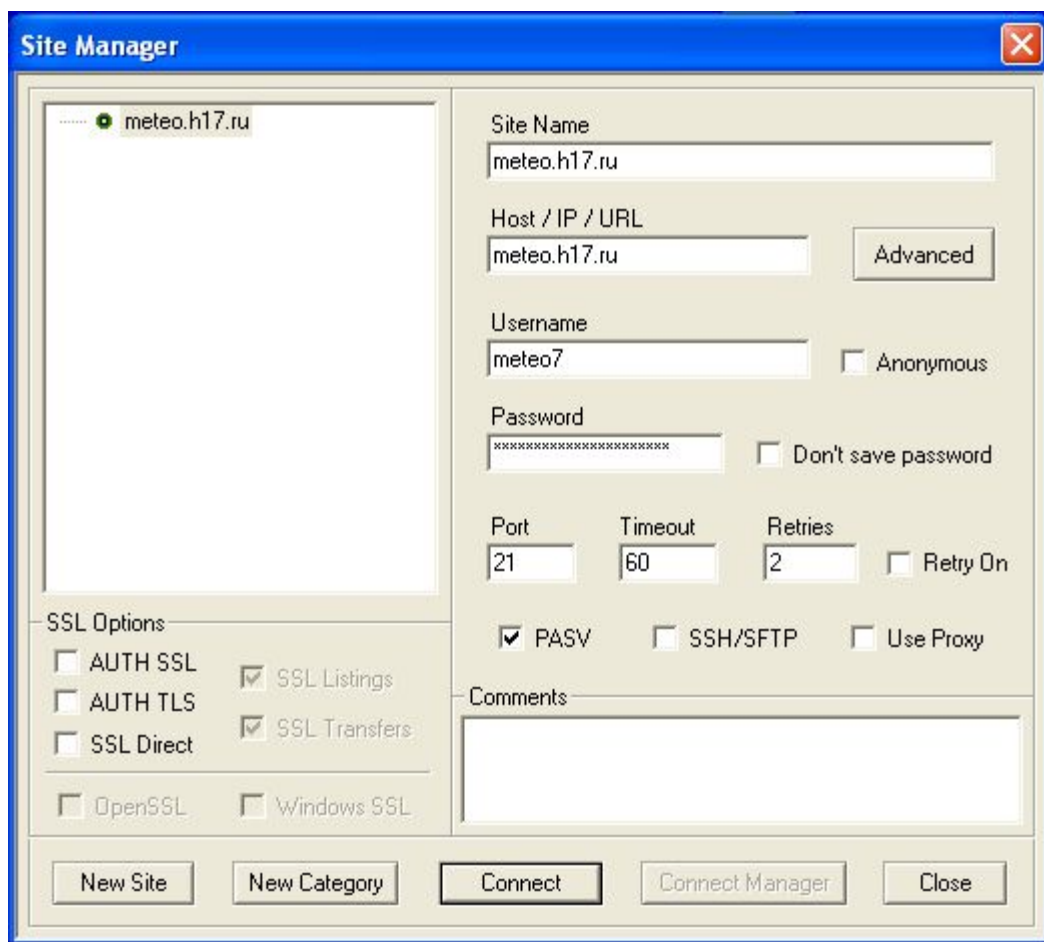 Site Manager
meteo.h17.ru
Site Name
meteo.h17.ru
Host / IP / URL
meteo.h17.ru
Advanced
Username
meteo7
Anonymous
Password
**********************
Don't save password
Port Timeout Retries
21 60 2 Retry On
PASV SSH/SFTP Use Proxy
SSL Options
AUTH SSL
SSL Listings
AUTH TLS
SSL Transfers
SSL Direct
OpenSSL Windows SSL
Comments
New Site New Category Connect Connect Manager Close